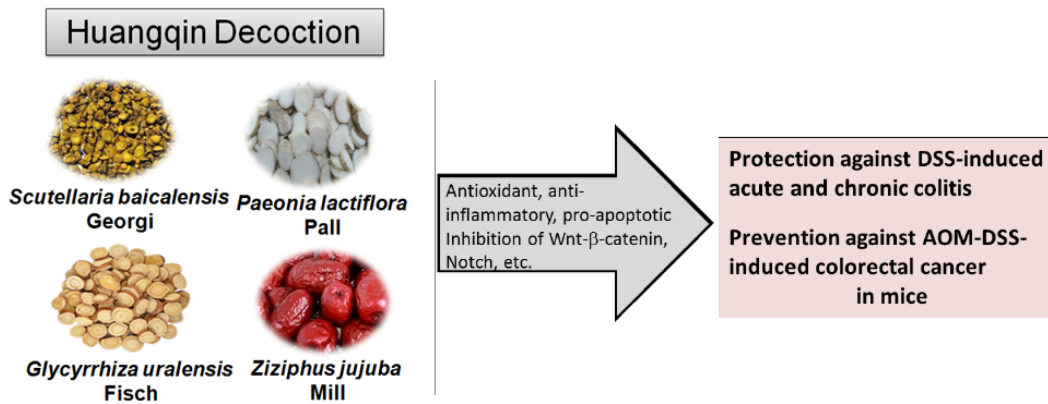 Huangqin Decoction
Scutellaria baicalensis
Georgi
Paeonia lactiflora
Pall
Glycyrrhiza uralensis
Fisch
Ziziphus jujuba
Mill
Antioxidant, anti-
inflammatory, pro-apoptotic
Inhibition of Wnt-β-catenin,
Notch, etc.
Protection against DSS-induced
acute and chronic colitis
Prevention against AOM-DSS-
induced colorectal cancer
in mice